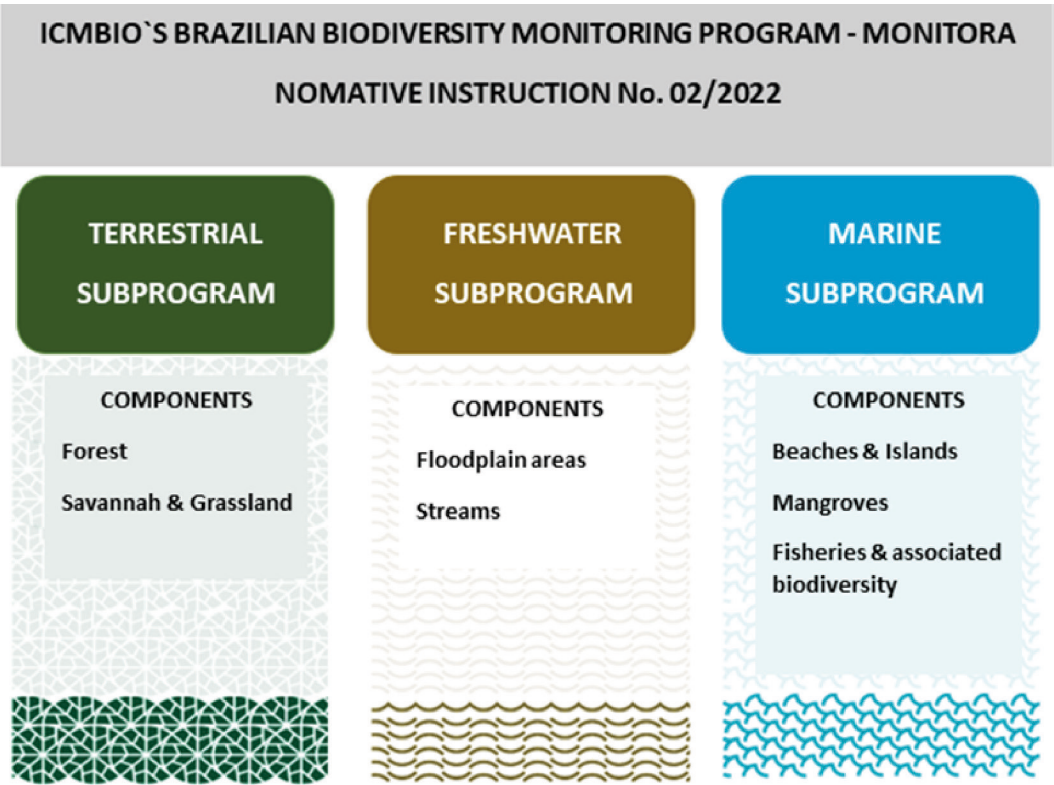 ICMBIO`S BRAZILIAN BIODIVERSITY MONITORING PROGRAM - MONITORA
NOMATIVE INSTRUCTION No. 02/2022
TERRESTRIAL
SUBPROGRAM
COMPONENTS
Forest
Savannah & Grassland
FRESHWATER
SUBPROGRAM
COMPONENTS
Floodplain areas
Streams
MARINE
SUBPROGRAM
COMPONENTS
Beaches & Islands
Mangroves
Fisheries & associated
biodiversity